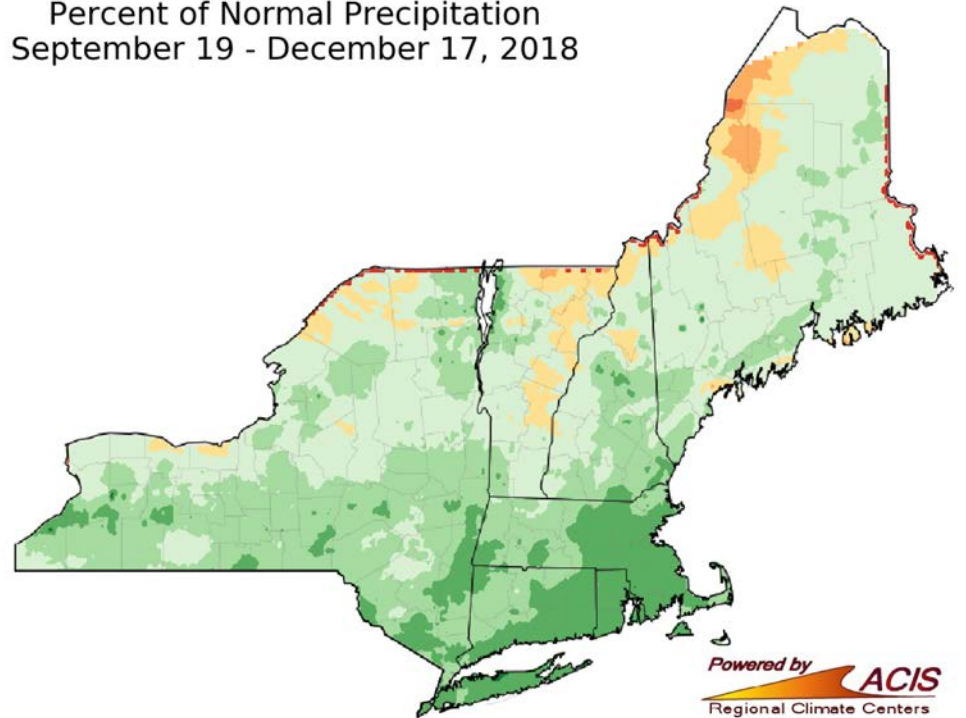 Percent of Normal Precipitation
September 19 - December 17, 2018
Powered by
ACIS
Regional Climate Centers